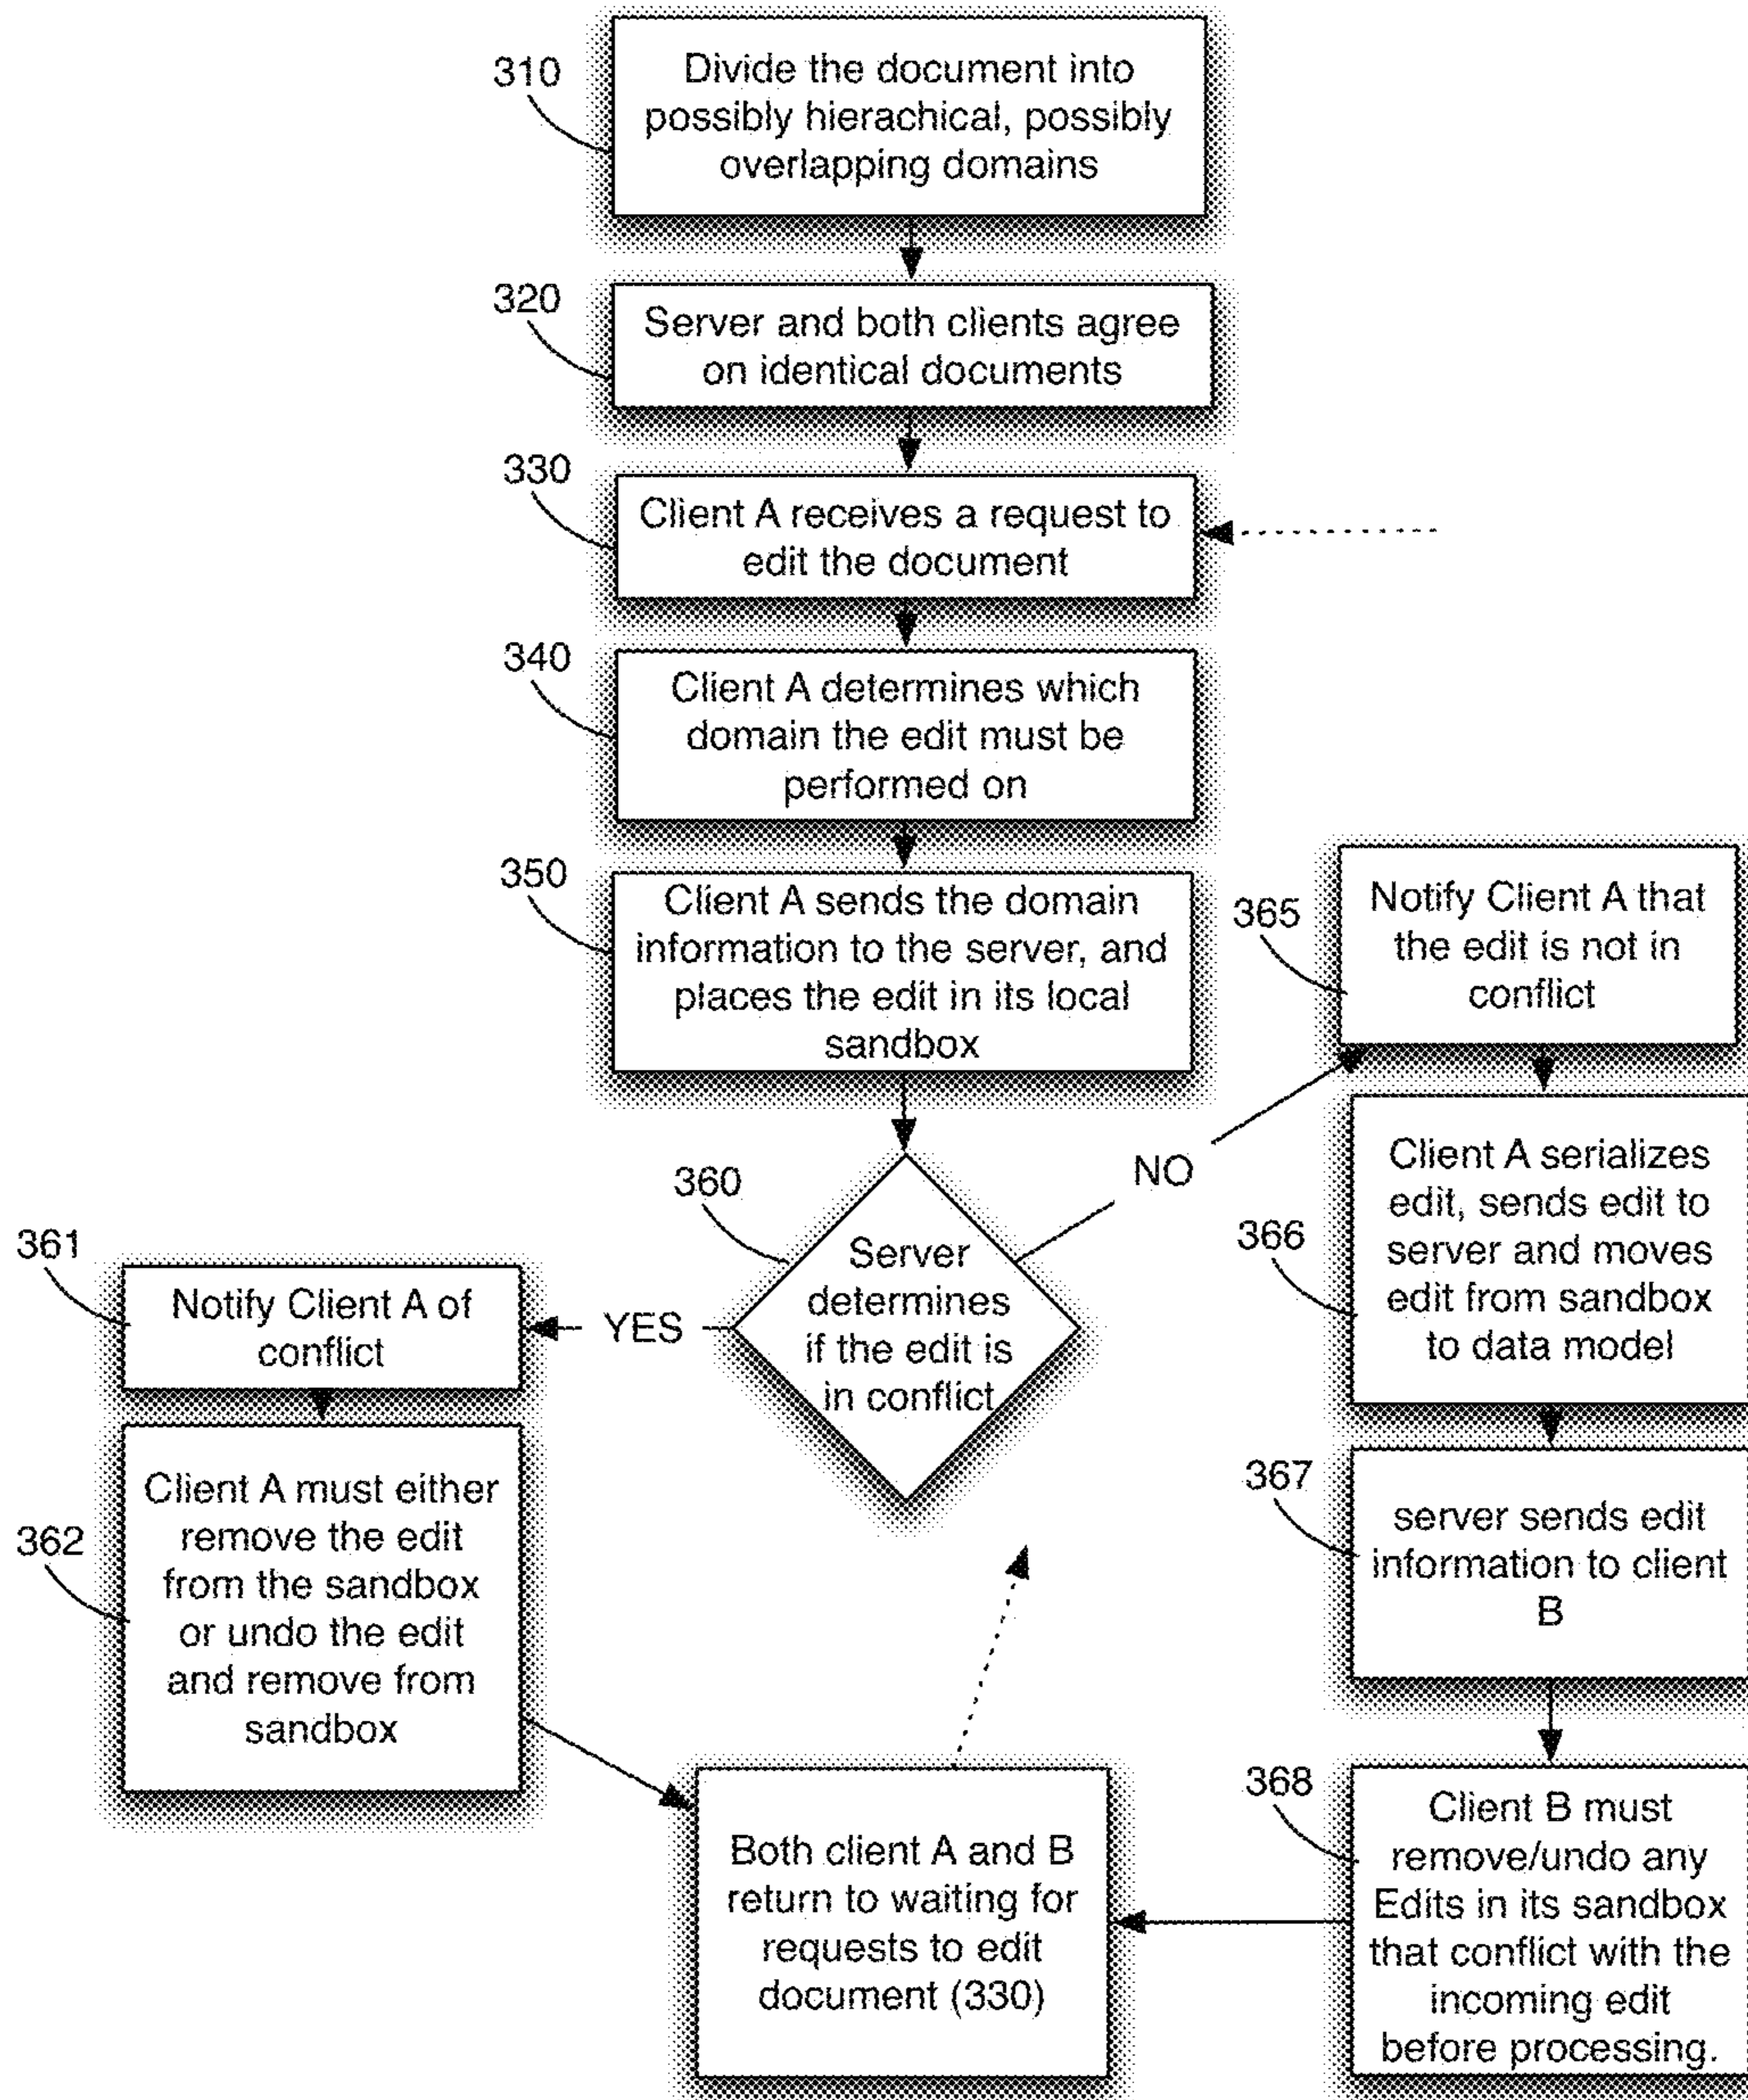 310
Divide the document into
possibly hierachical, possibly
overlapping domains
320
Server and both clients agree
on identical documents
330
Client A receives a request to
edit the document
340
Client A determines which
domain the edit must be
performed on
350
Client A sends the domain
information to the server, and
places the edit in its local
sandbox
360
Server
determines
if the edit is
in conflict
YES
NO
361
Notify Client A of
conflict
362
Client A must either
remove the edit
from the sandbox
or undo the edit
and remove from
sandbox
365
Notify Client A that
the edit is not in
conflict
366
Client A serializes
edit, sends edit to
server and moves
edit from sandbox
to data model
367
server sends edit
information to client
B
368
Client B must
remove/undo any
Edits in its sandbox
that conflict with the
incoming edit
before processing.
Both client A and B
return to waiting for
requests to edit
document (330)